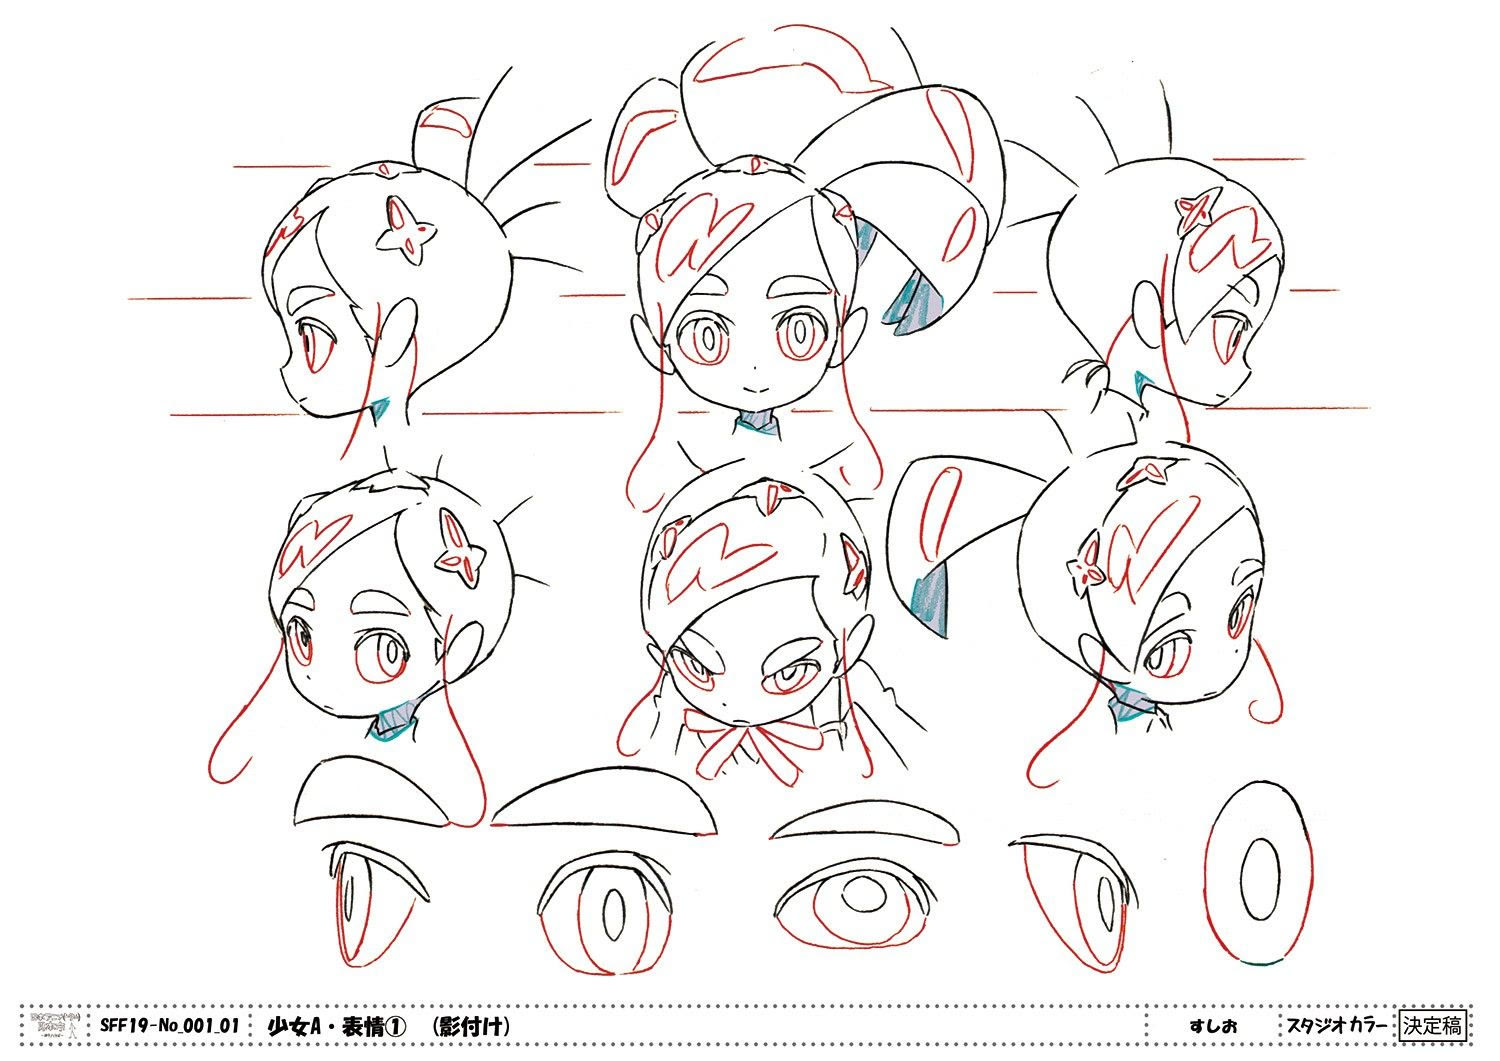 SFF19-No_001_01
少女A・表情① (影付け)
すしお
スタジオカラー
決定稿